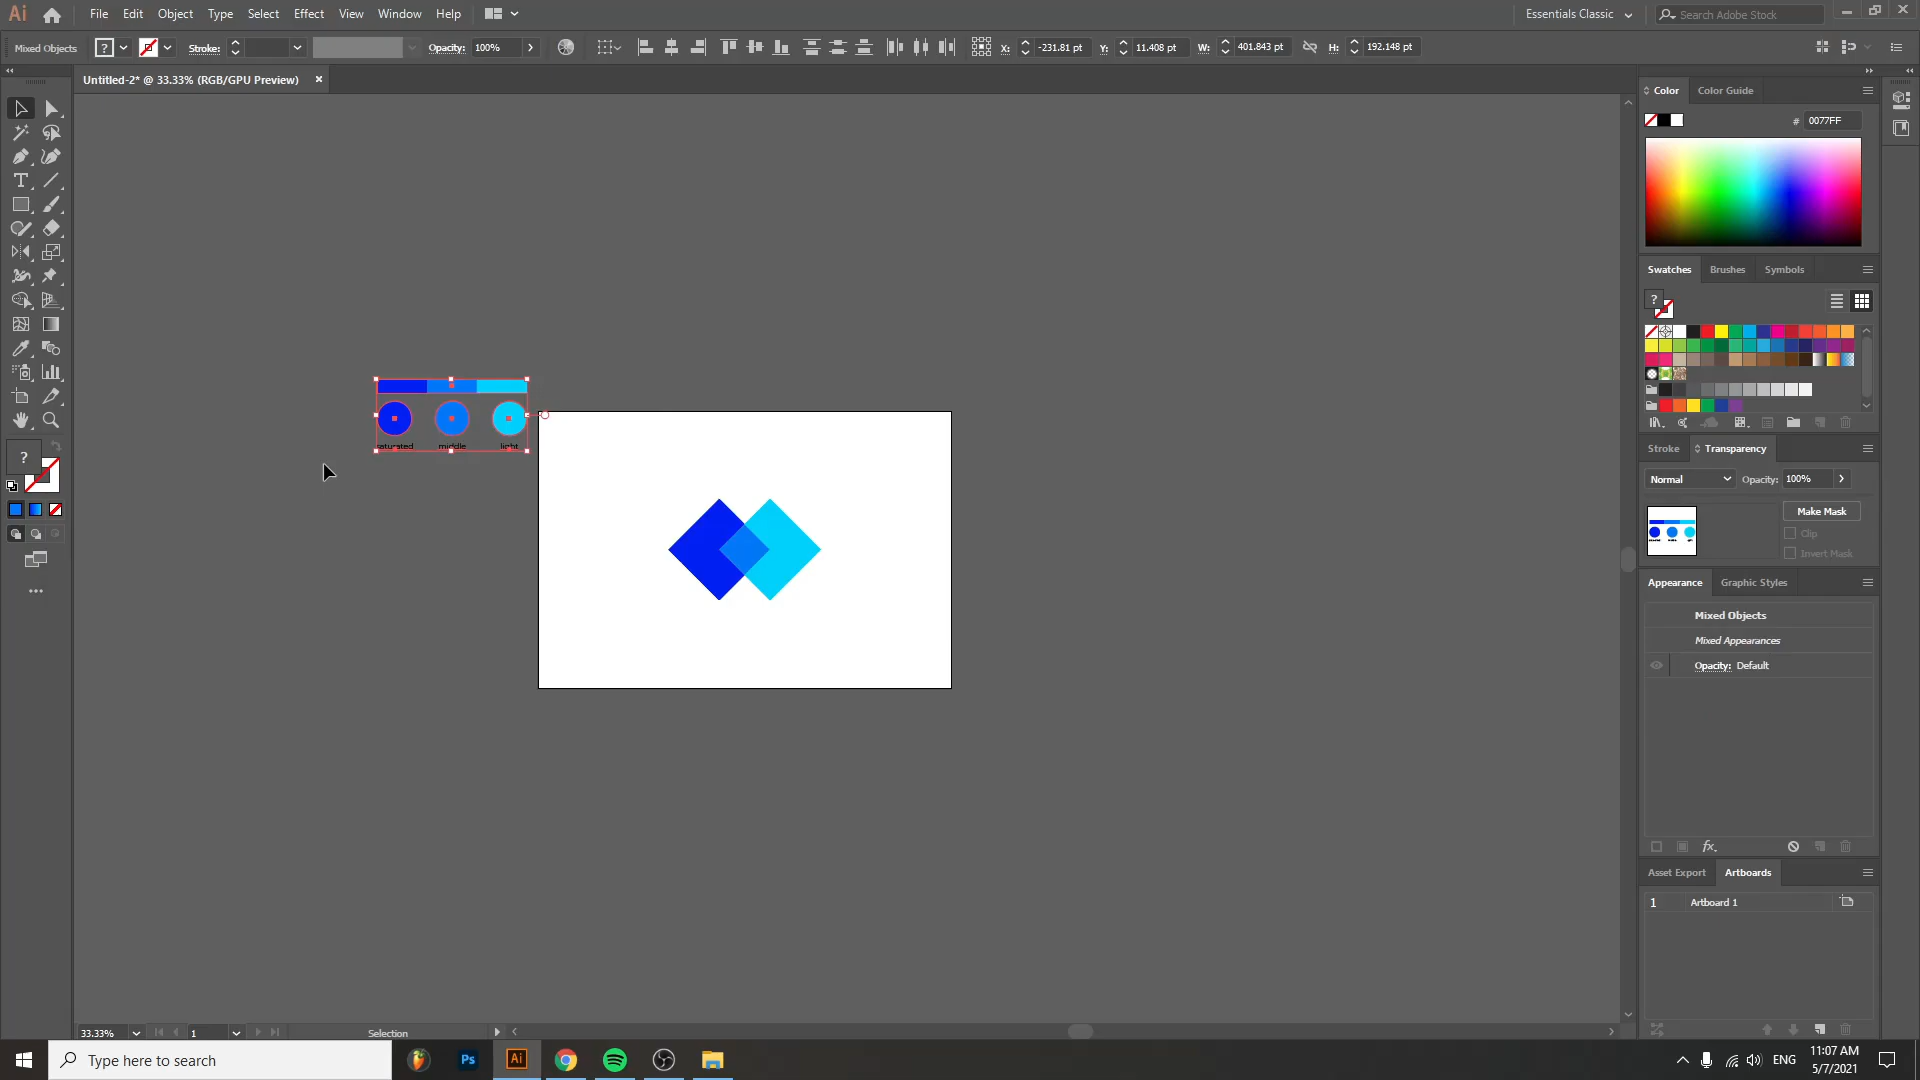 Ai File Edit Object Type Select Effect View Window Help Essentials Classic Search Adobe Stock
Mixed Objects ? Stroke: Opacity: 100% X: -231.81 pt Y: 11.408 pt W: 401.843 pt H: 192.148 pt
Untitled-2* @ 33.33% (RGB/GPU Preview)
Color Color Guide
# 0077FF
Swatches Brushes Symbols
?
saturated middle light
?
Stroke Transparency
Normal Opacity: 100%
Make Mask
Clip
Invert Mask
Appearance Graphic Styles
Mixed Objects
Mixed Appearances
Opacity: Default
fx.
Asset Export Artboards
1 Artboard 1
33.33% 1 Selection
Type here to search Ps Ai ENG 11:07 AM
5/7/2021